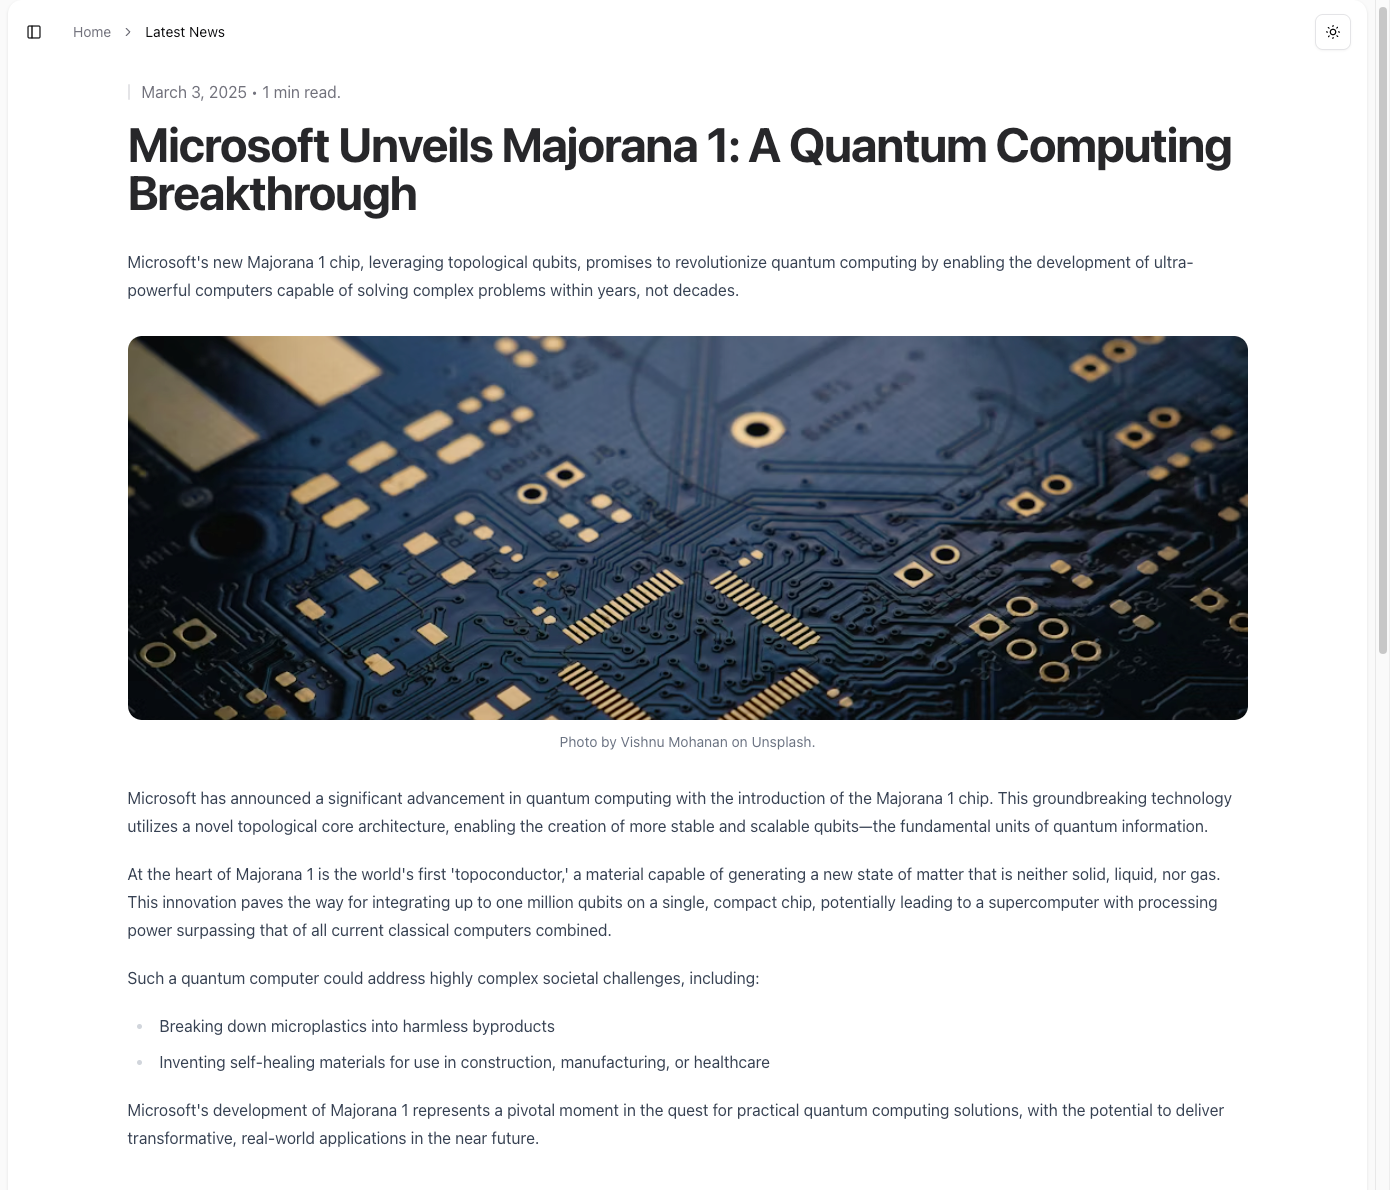 Home > Latest News
March 3, 2025 • 1 min read.
Microsoft Unveils Majorana 1: A Quantum Computing
Breakthrough
Microsoft's new Majorana 1 chip, leveraging topological qubits, promises to revolutionize quantum computing by enabling the development of ultra-
powerful computers capable of solving complex problems within years, not decades.
BT1
Battery_Cell
Debug
J8
Photo by Vishnu Mohanan on Unsplash.
Microsoft has announced a significant advancement in quantum computing with the introduction of the Majorana 1 chip. This groundbreaking technology
utilizes a novel topological core architecture, enabling the creation of more stable and scalable qubits—the fundamental units of quantum information.
At the heart of Majorana 1 is the world's first 'topoconductor,' a material capable of generating a new state of matter that is neither solid, liquid, nor gas.
This innovation paves the way for integrating up to one million qubits on a single, compact chip, potentially leading to a supercomputer with processing
power surpassing that of all current classical computers combined.
Such a quantum computer could address highly complex societal challenges, including:
• Breaking down microplastics into harmless byproducts
• Inventing self-healing materials for use in construction, manufacturing, or healthcare
Microsoft's development of Majorana 1 represents a pivotal moment in the quest for practical quantum computing solutions, with the potential to deliver
transformative, real-world applications in the near future.